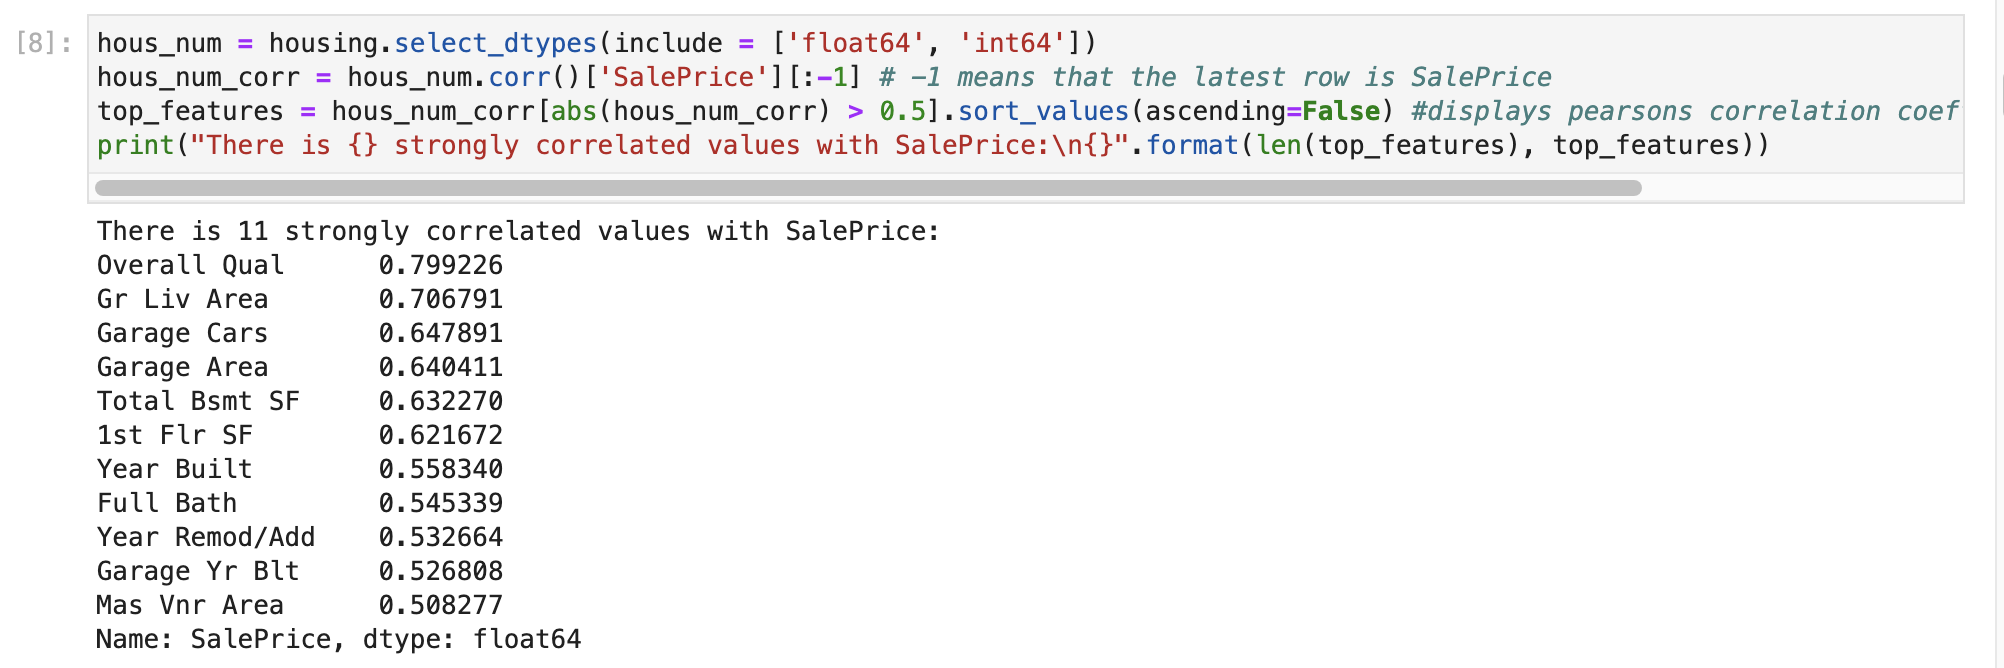 [8]:
hous_num = housing.select_dtypes(include = ['float64', 'int64'])
hous_num_corr = hous_num.corr()['SalePrice'][:-1] # -1 means that the latest row is SalePrice
top_features = hous_num_corr[abs(hous_num_corr) > 0.5].sort_values(ascending=False) #displays pearsons correlation coef
print("There is {} strongly correlated values with SalePrice:\n{}".format(len(top_features), top_features))
There is 11 strongly correlated values with SalePrice:
Overall Qual      0.799226
Gr Liv Area       0.706791
Garage Cars       0.647891
Garage Area       0.640411
Total Bsmt SF     0.632270
1st Flr SF        0.621672
Year Built        0.558340
Full Bath         0.545339
Year Remod/Add    0.532664
Garage Yr Blt     0.526808
Mas Vnr Area      0.508277
Name: SalePrice, dtype: float64